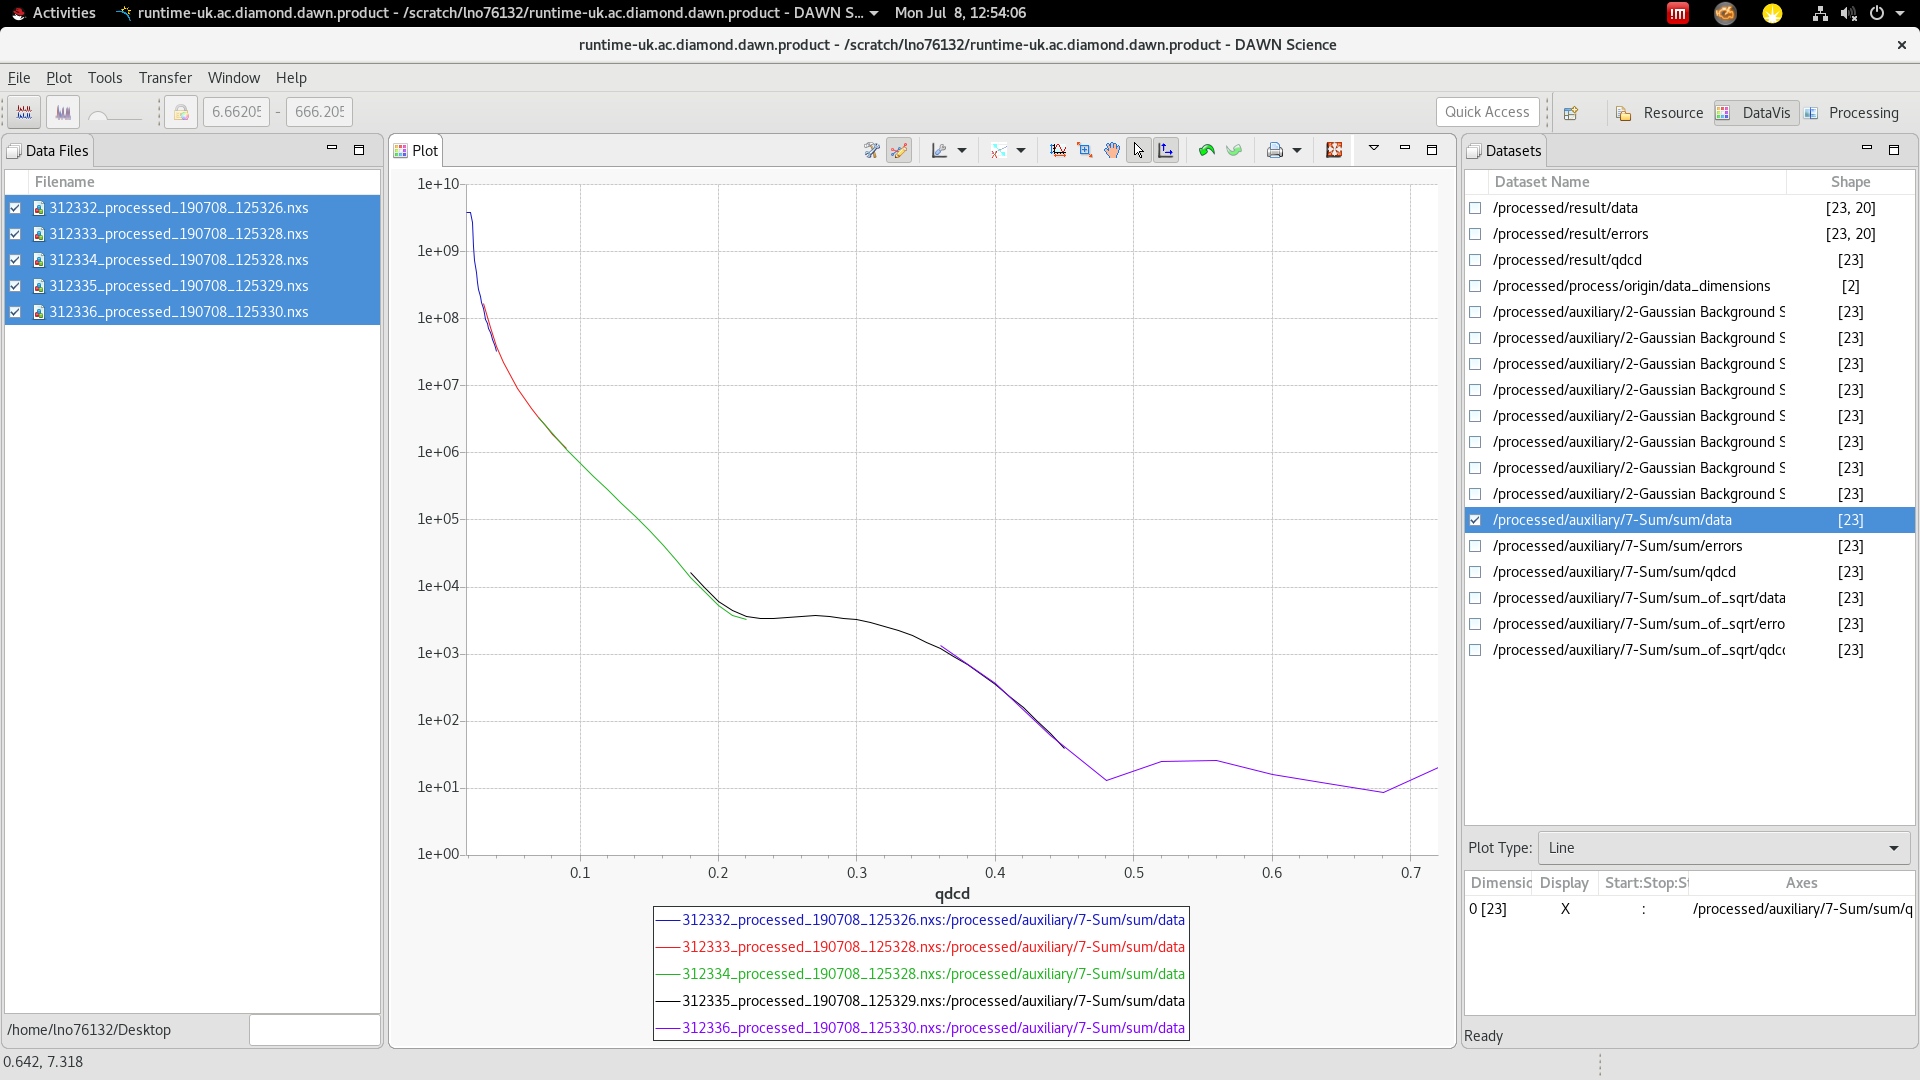 Activities
runtime-uk.ac.diamond.dawn.product - /scratch/lno76132/runtime-uk.ac.diamond.dawn.product - DAWN S...
Mon Jul 8, 12:54:06
!m
runtime-uk.ac.diamond.dawn.product - /scratch/lno76132/runtime-uk.ac.diamond.dawn.product - DAWN Science
File Plot Tools Transfer Window Help
6.66205 - 666.205
Quick Access
Resource
DataVis
Processing
Data Files
Filename
312332_processed_190708_125326.nxs
312333_processed_190708_125328.nxs
312334_processed_190708_125328.nxs
312335_processed_190708_125329.nxs
312336_processed_190708_125330.nxs
/home/lno76132/Desktop
Plot
1e+10
1e+09
1e+08
1e+07
1e+06
1e+05
1e+04
1e+03
1e+02
1e+01
1e+00
0.1 0.2 0.3 0.4 0.5 0.6 0.7
qdcd
312332_processed_190708_125326.nxs:/processed/auxiliary/7-Sum/sum/data
312333_processed_190708_125328.nxs:/processed/auxiliary/7-Sum/sum/data
312334_processed_190708_125328.nxs:/processed/auxiliary/7-Sum/sum/data
312335_processed_190708_125329.nxs:/processed/auxiliary/7-Sum/sum/data
312336_processed_190708_125330.nxs:/processed/auxiliary/7-Sum/sum/data
Datasets
Dataset Name Shape
/processed/result/data [23, 20]
/processed/result/errors [23, 20]
/processed/result/qdcd [23]
/processed/process/origin/data_dimensions [2]
/processed/auxiliary/2-Gaussian Background S [23]
/processed/auxiliary/2-Gaussian Background S [23]
/processed/auxiliary/2-Gaussian Background S [23]
/processed/auxiliary/2-Gaussian Background S [23]
/processed/auxiliary/2-Gaussian Background S [23]
/processed/auxiliary/2-Gaussian Background S [23]
/processed/auxiliary/2-Gaussian Background S [23]
/processed/auxiliary/2-Gaussian Background S [23]
/processed/auxiliary/7-Sum/sum/data [23]
/processed/auxiliary/7-Sum/sum/errors [23]
/processed/auxiliary/7-Sum/sum/qdcd [23]
/processed/auxiliary/7-Sum/sum_of_sqrt/data [23]
/processed/auxiliary/7-Sum/sum_of_sqrt/erro [23]
/processed/auxiliary/7-Sum/sum_of_sqrt/qdcc [23]
Plot Type: Line
Dimensic Display Start:Stop:S Axes
0 [23] X : /processed/auxiliary/7-Sum/sum/q
Ready
0.642, 7.318